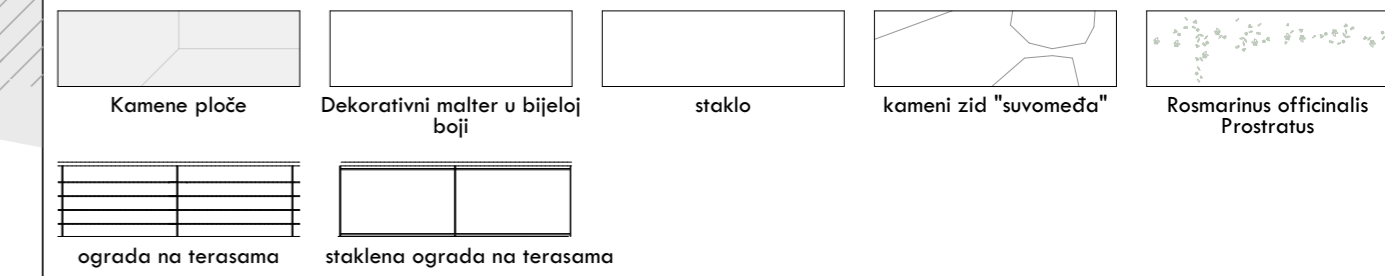 Kamene ploče
Dekorativni malter u bijeloj
boji
staklo
kameni zid "suvomeđa"
Rosmarinus officinalis
Prostratus
ograda na terasama
staklena ograda na terasama